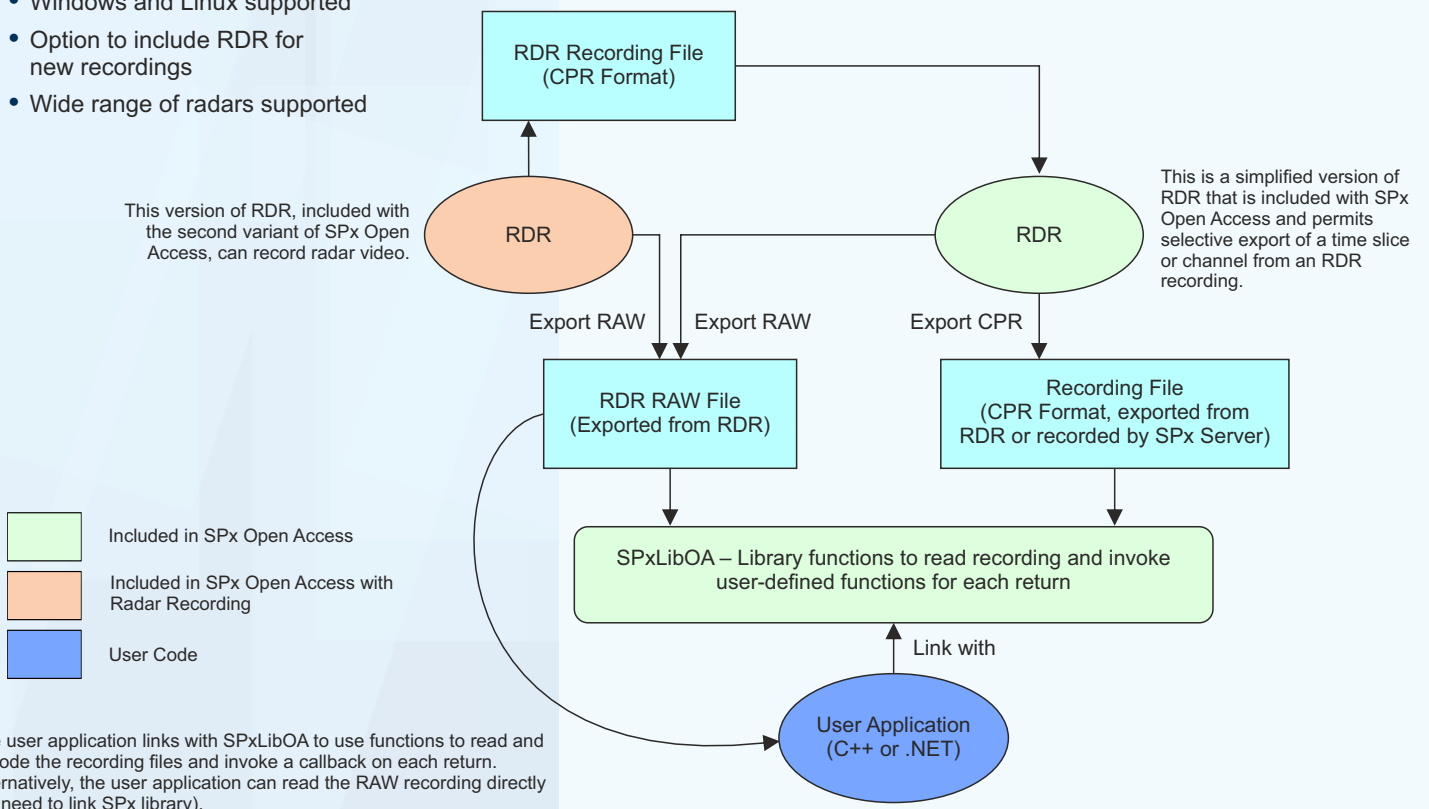 Windows and Linux supported
• Option to include RDR for
new recordings
• Wide range of radars supported
RDR Recording File
(CPR Format)
This version of RDR, included with
the second variant of SPx Open
Access, can record radar video.
RDR
RDR
This is a simplified version of
RDR that is included with SPx
Open Access and permits
selective export of a time slice
or channel from an RDR
recording.
Export RAW
Export RAW
Export CPR
RDR RAW File
(Exported from RDR)
Recording File
(CPR Format, exported from
RDR or recorded by SPx Server)
SPxLibOA – Library functions to read recording and invoke
user-defined functions for each return
Included in SPx Open Access
Included in SPx Open Access with
Radar Recording
User Code
Link with
User Application
(C++ or .NET)
user application links with SPxLibOA to use functions to read and
the recording files and invoke a callback on each return.
the user application can read the RAW recording directly
need to link SPx library).